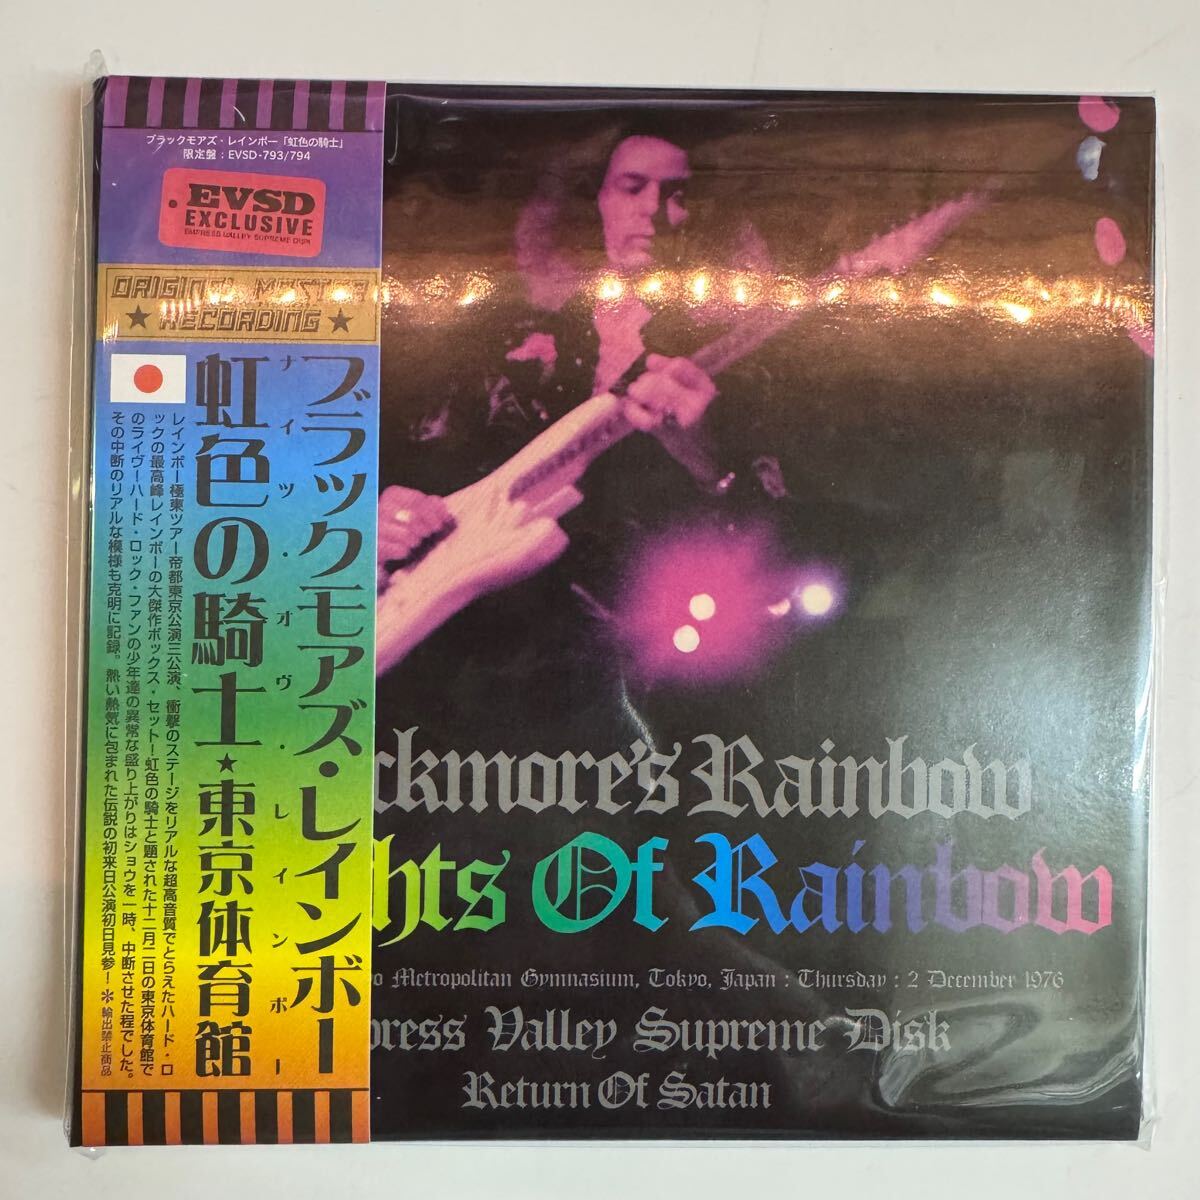 ブラックモアズ・レインボー「虹色の騎士」
限定盤：EVSD-793/794
EVSD
EXCLUSIVE
EMPRESS VALLEY SUPREME DISK
ORIGINAL MASTER
★ RECORDING ★
ブラックモアズ・レインボー
ナイツ・オヴ・レインボー
虹色の騎士★東京体育館
レインボー極東ツアー帝都東京公演三公演、衝撃のステージをリアルな超高音質でとらえたハード・ロ
ックの最高峰レインボーの大傑作ボックス・セット！虹色の騎士と題された十二月二日の東京体育館で
のライヴ！ハード・ロック・ファンの少年達の異常な盛り上がりはショウを一時、中断させた程でした。
その中断のリアルな模様も克明に記録。熱い熱気に包まれた伝説の初来日公演初日見参！✽輸出禁止商品
ckmore's Rainbow
hts Of Rainbow
o Metropolitan Gymnasium, Tokyo, Japan : Thursday : 2 December 1976
press Valley Supreme Disk
Return Of Satan